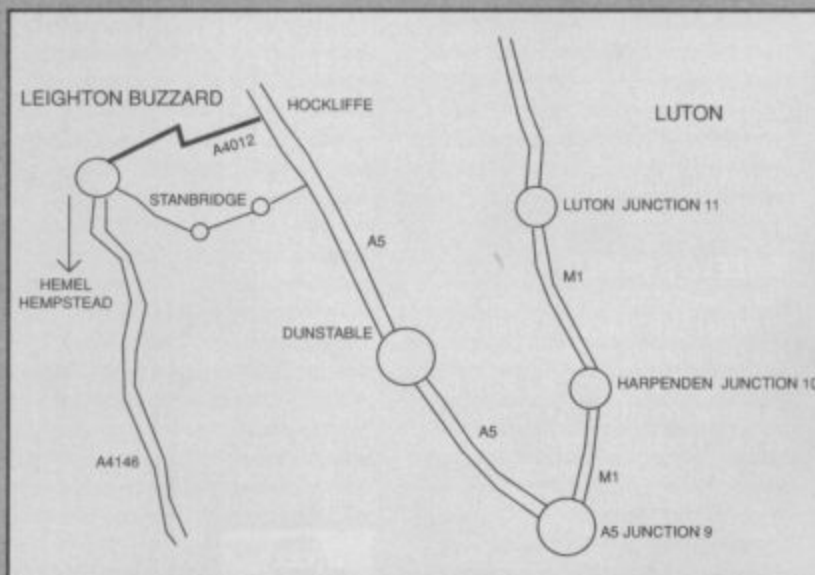 LEIGHTON BUZZARD
HOCKLIFFE
LUTON
A4012
STANBRIDGE
LUTON JUNCTION 11
A5
M1
HEMEL
HEMPSTEAD
DUNSTABLE
HARPENDEN JUNCTION 10
A5
A4146
M1
A5 JUNCTION 9